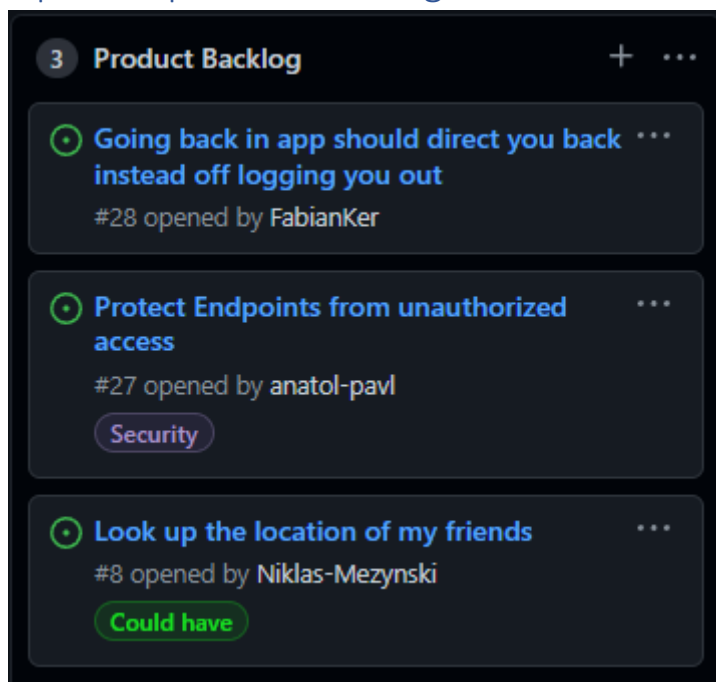 3 Product Backlog + ...
Going back in app should direct you back ...
instead off logging you out
#28 opened by FabianKer
Protect Endpoints from unauthorized ...
access
#27 opened by anatol-pavl
Security
Look up the location of my friends ...
#8 opened by Niklas-Mezynski
Could have